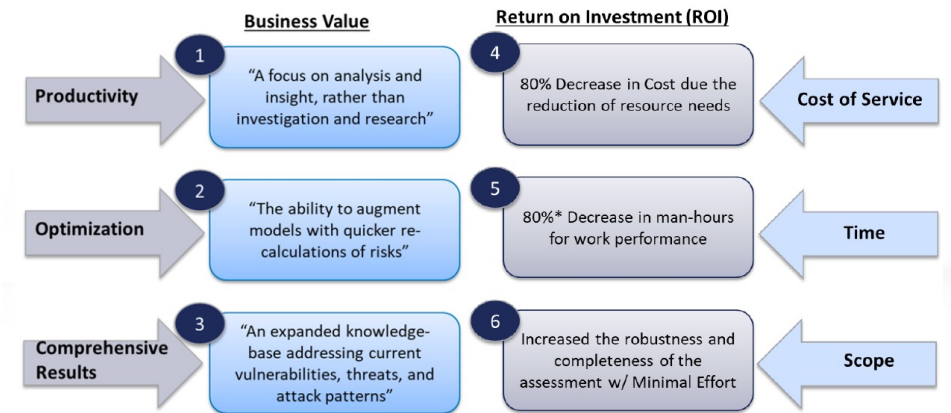 Business Value
Return on Investment (ROI)
Productivity
1
“A focus on analysis and
insight, rather than
investigation and research”
4
80% Decrease in Cost due the
reduction of resource needs
Cost of Service
Optimization
2
“The ability to augment
models with quicker re-
calculations of risks”
5
80%* Decrease in man-hours
for work performance
Time
Comprehensive
Results
3
“An expanded knowledge-
base addressing current
vulnerabilities, threats, and
attack patterns”
6
Increased the robustness and
completeness of the
assessment w/ Minimal Effort
Scope